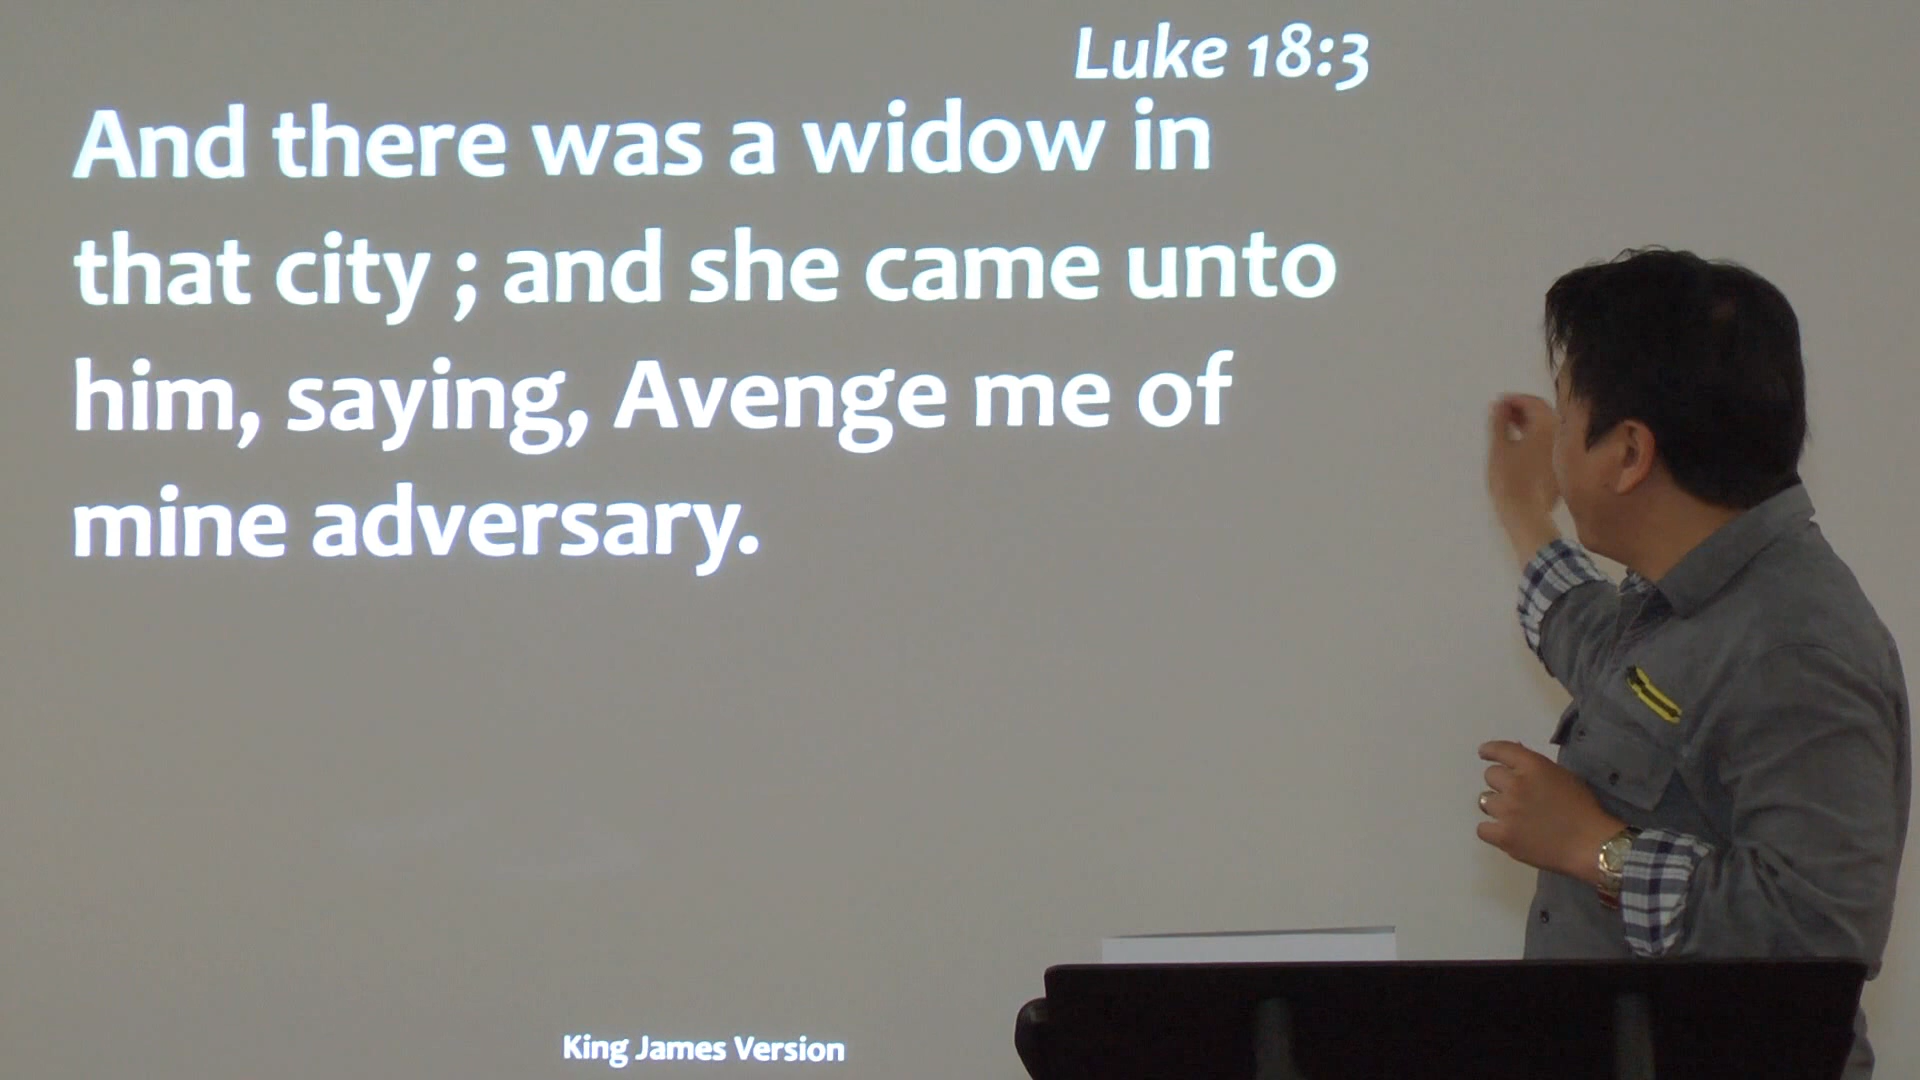 Luke 18:3
And there was a widow in
that city ; and she came unto
him, saying, Avenge me of
mine adversary.
King James Version